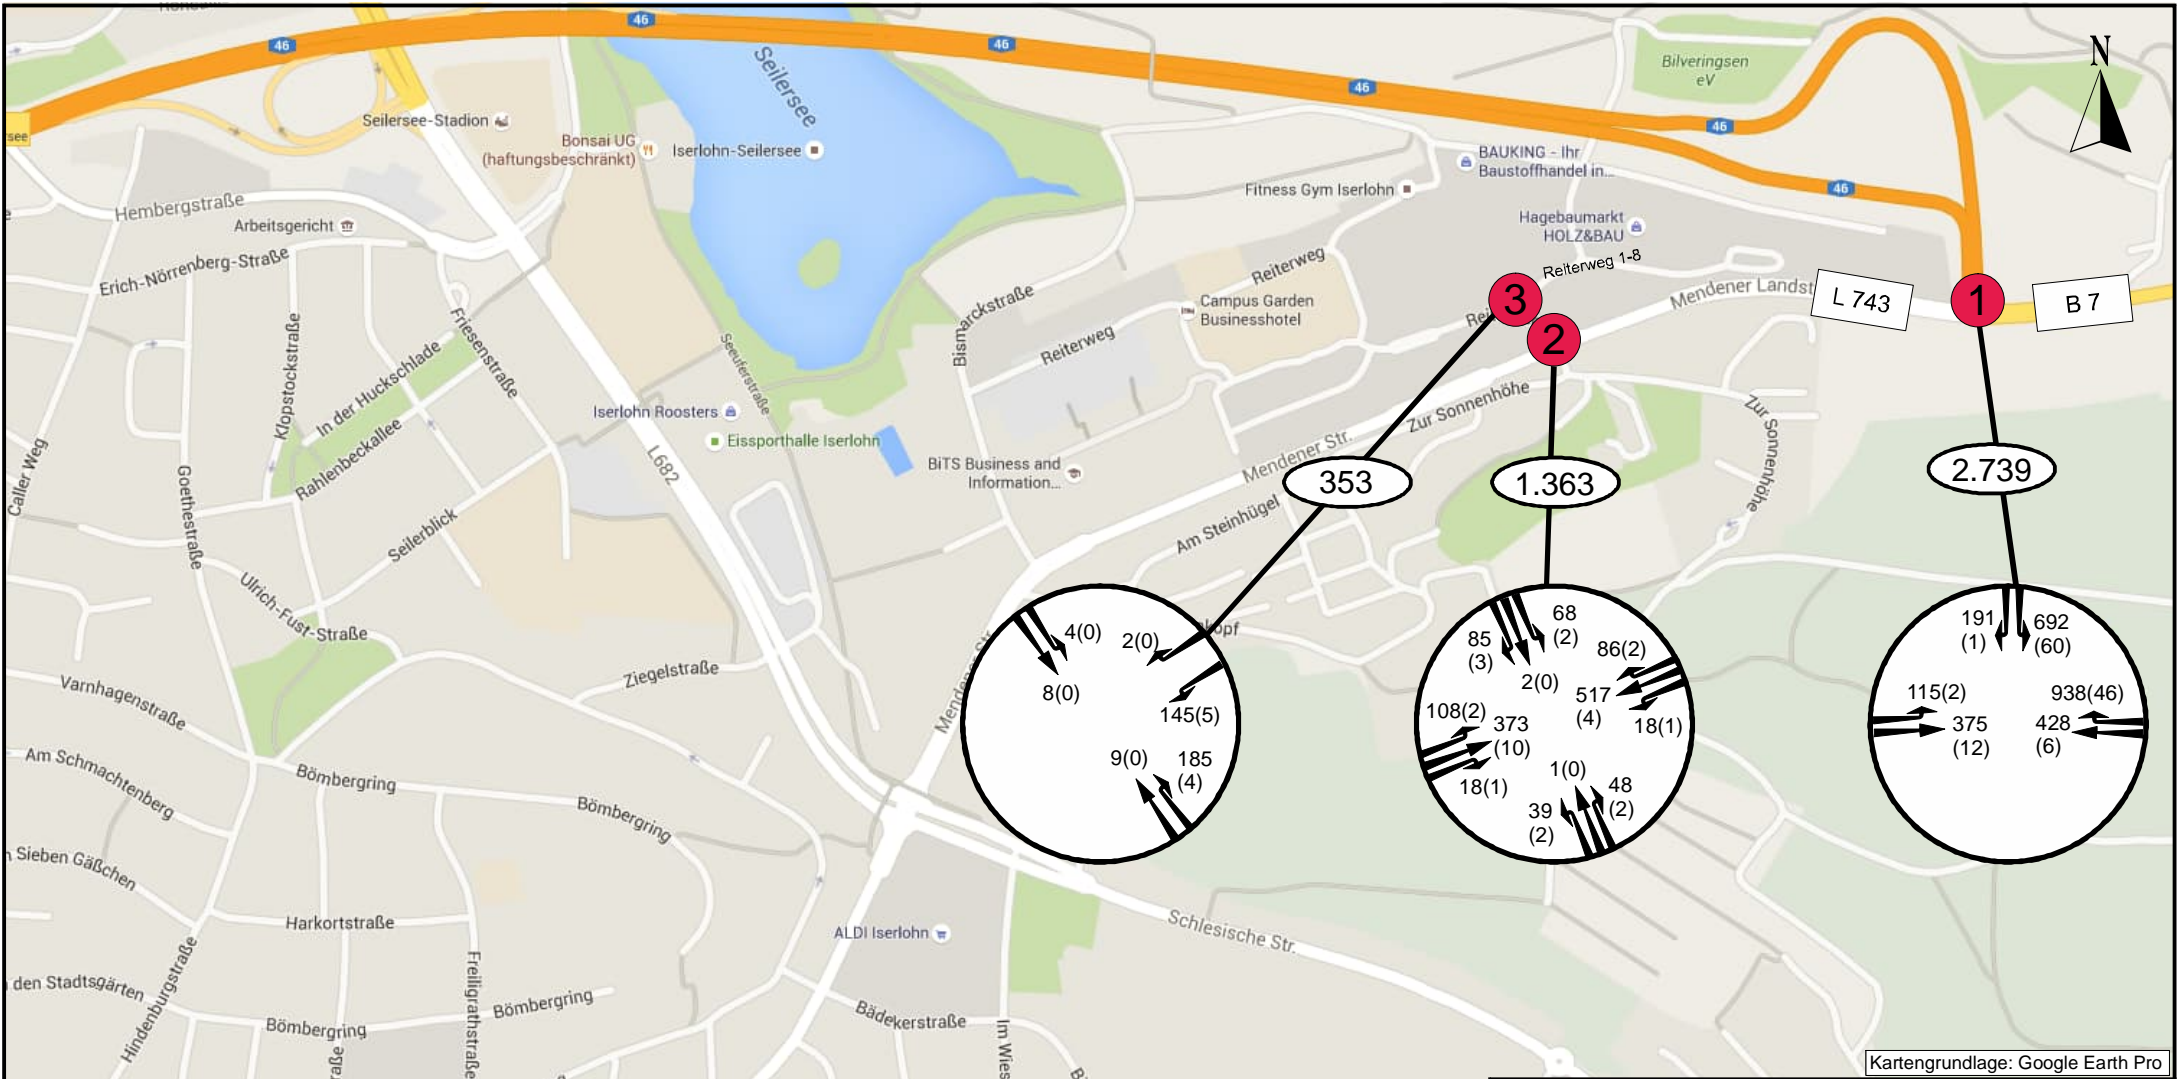 46
46
46
46
46
46
N
Seilersee
Bilveringsen
eV
Seilersee-Stadion
see
Bonsai UG
(haftungsbeschränkt)
Iserlohn-Seilersee
BAUKING - Ihr
Baustoffhandel in...
Fitness Gym Iserlohn
Hembergstraße
Arbeitsgericht
Hagebaumarkt
HOLZ&BAU
Erich-Nörrenberg-Straße
Reiterweg
Reiterweg 1-8
Mendener Landst
L 743
1
B 7
3
2
Rei
Campus Garden
Businesshotel
Bismarckstraße
Reiterweg
Friesenstraße
Klopstockstraße
In der Huckschlade
Seeuferstraße
Rahlenbeckallee
Iserlohn Roosters
Eissporthalle Iserlohn
Zur Sonnenhöhe
Zur Sonnenhöhe
Mendener Str.
Caller Weg
Goethestraße
L682
BiTS Business and
Information...
353
1.363
2.739
Am Steinhügel
Seilerblick
Ulrich-Fust-Straße
kopf
Mendener Str.
4(0)
2(0)
8(0)
145(5)
9(0)
185
(4)
68
(2)
85
(3)
86(2)
2(0)
517
(4)
18(1)
108(2)
373
(10)
18(1)
1(0)
48
(2)
39
(2)
191
(1)
692
(60)
115(2)
938(46)
375
(12)
428
(6)
Ziegelstraße
Varnhagenstraße
Am Schmachtenberg
Bömbergring
Bömbergring
Sieben Gäßchen
Harkortstraße
ALDI Iserlohn
Schlesische Str.
Hindenburgstraße
den Stadtsgärten
Freiligrathstraße
Bömbergring
Bömbergring
raße
Bädekerstraße
Im Wies
B
Kartengrundlage: Google Earth Pro